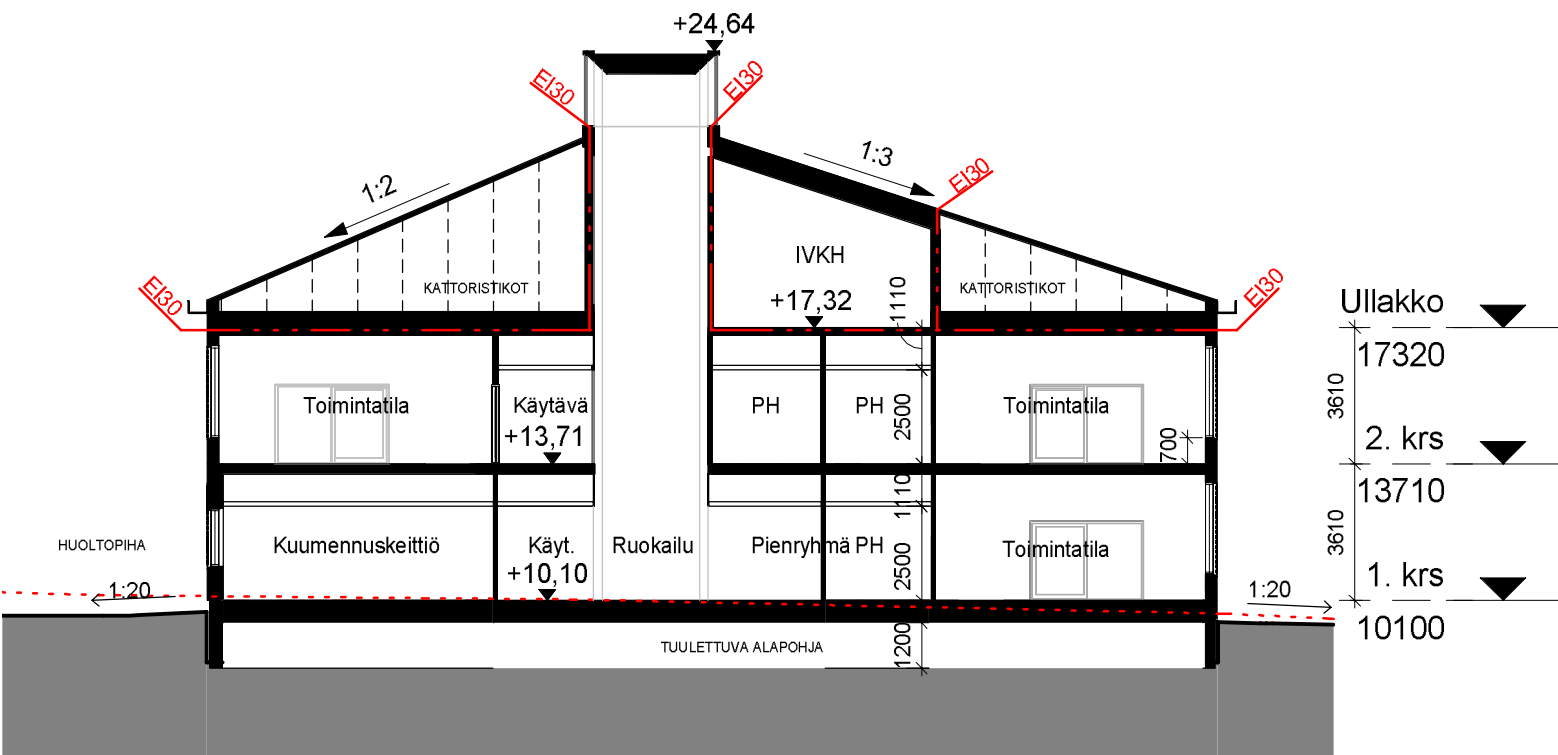 +24,64
EI30
EI30
1:2
1:3
EI30
IVKH
KATTORISTIKOT
+17,32
1110
KATTORISTIKOT
EI30
EI30
Ullakko
17320
Toimintatila
Käytävä
+13,71
PH
PH
2500
Toimintatila
700
3610
2. krs
13710
1110
HUOLTOPIHA
Kuumennuskeittiö
Käyt.
+10,10
Ruokailu
Pienryhmä
PH
2500
Toimintatila
3610
1. krs
10100
1:20
1:20
TUULETTUVA ALAPOHJA
1200